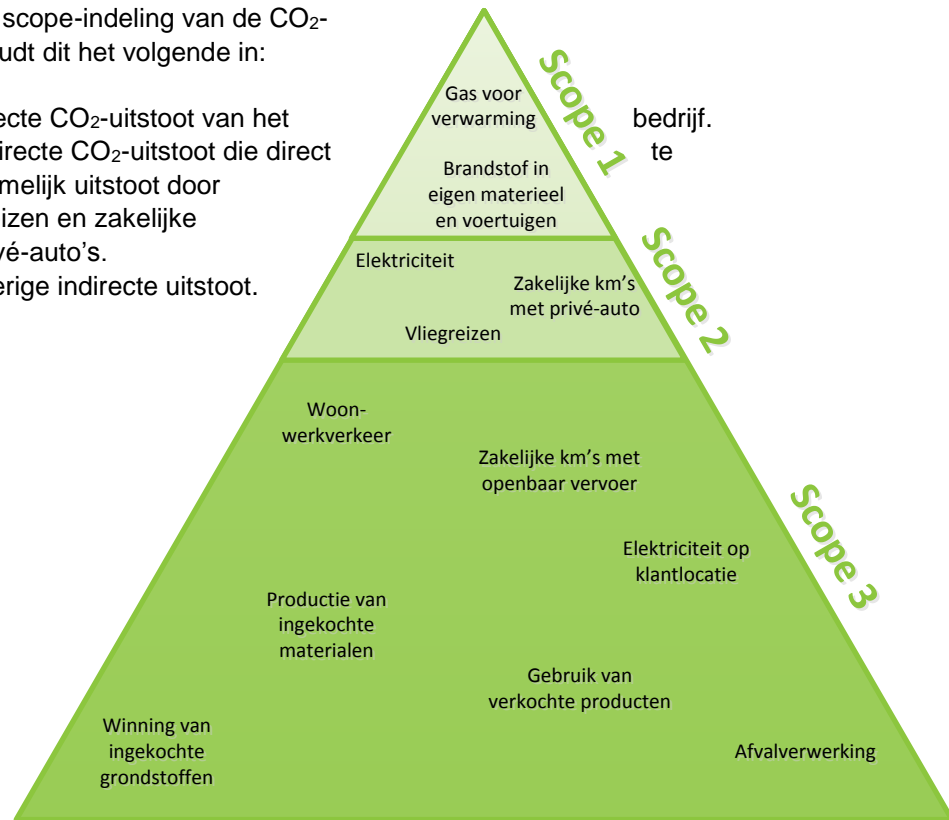 scope-indeling van de CO₂-
udt dit het volgende in:
ecte CO₂-uitstoot van het bedrijf.
directe CO₂-uitstoot die direct te
melijk uitstoot door
izen en zakelijke
vé-auto's.
erige indirecte uitstoot.
Scope 1
Gas voor
verwarming
Brandstof in
eigen materieel
en voertuigen
Scope 2
Elektriciteit
Zakelijke km's
met privé-auto
Vliegreizen
Scope 3
Woon-
werkverkeer
Zakelijke km's met
openbaar vervoer
Elektriciteit op
klantlocatie
Productie van
ingekochte
materialen
Gebruik van
verkochte producten
Winning van
ingekochte
grondstoffen
Afvalverwerking